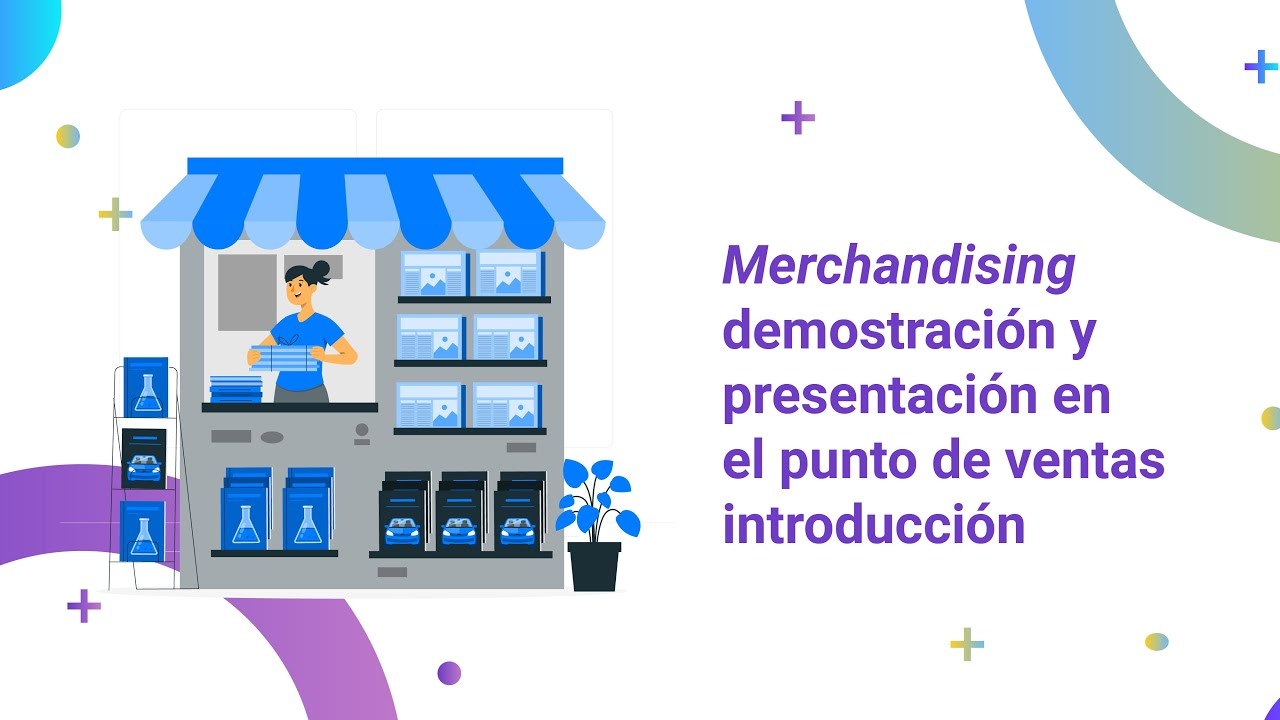 Merchandising
demostración y
presentación en
el punto de ventas
introducción